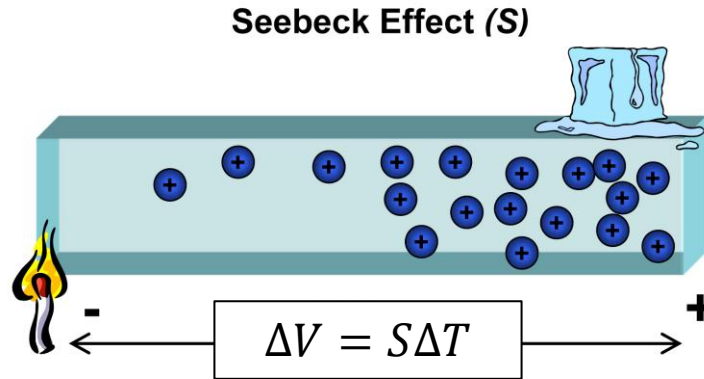 Seebeck Effect (S)
+ + + + + + + + + + + + + + + + + +
- +
ΔV = SΔT